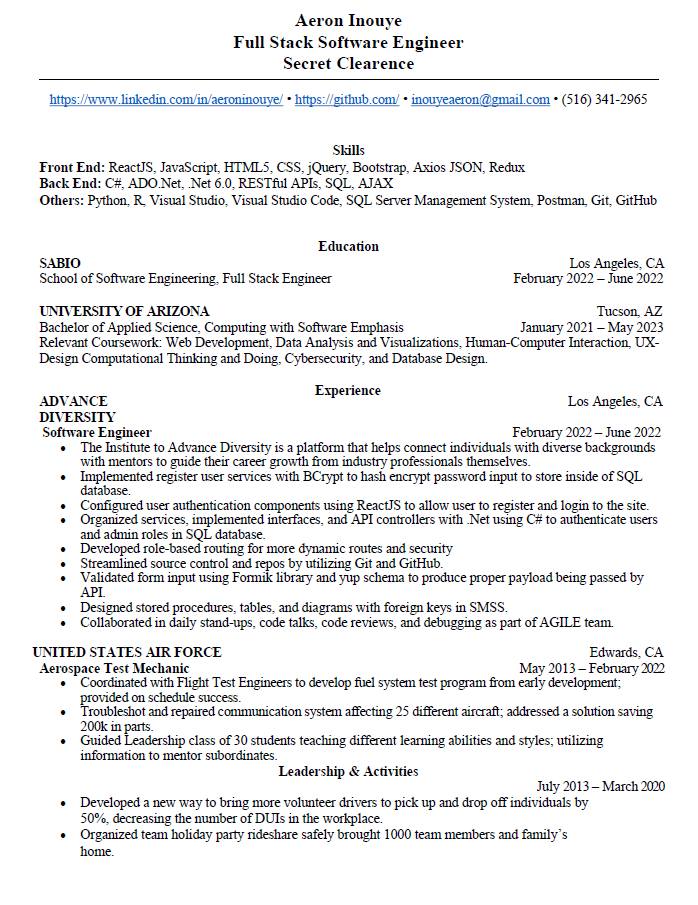 Aeron Inouye
Full Stack Software Engineer
Secret Clearence
https://www.linkedin.com/in/aeroninouye/ • https://github.com/ • inouyeaeron@gmail.com • (516) 341-2965
Skills
Front End: ReactJS, JavaScript, HTML5, CSS, jQuery, Bootstrap, Axios JSON, Redux
Back End: C#, ADO.Net, .Net 6.0, RESTful APIs, SQL, AJAX
Others: Python, R, Visual Studio, Visual Studio Code, SQL Server Management System, Postman, Git, GitHub
Education
SABIO Los Angeles, CA
School of Software Engineering, Full Stack Engineer February 2022 – June 2022
UNIVERSITY OF ARIZONA Tucson, AZ
Bachelor of Applied Science, Computing with Software Emphasis January 2021 – May 2023
Relevant Coursework: Web Development, Data Analysis and Visualizations, Human-Computer Interaction, UX-
Design Computational Thinking and Doing, Cybersecurity, and Database Design.
Experience
ADVANCE Los Angeles, CA
DIVERSITY
Software Engineer February 2022 – June 2022
• The Institute to Advance Diversity is a platform that helps connect individuals with diverse backgrounds
with mentors to guide their career growth from industry professionals themselves.
• Implemented register user services with BCrypt to hash encrypt password input to store inside of SQL
database.
• Configured user authentication components using ReactJS to allow user to register and login to the site.
• Organized services, implemented interfaces, and API controllers with .Net using C# to authenticate users
and admin roles in SQL database.
• Developed role-based routing for more dynamic routes and security
• Streamlined source control and repos by utilizing Git and GitHub.
• Validated form input using Formik library and yup schema to produce proper payload being passed by
API.
• Designed stored procedures, tables, and diagrams with foreign keys in SMSS.
• Collaborated in daily stand-ups, code talks, code reviews, and debugging as part of AGILE team.
UNITED STATES AIR FORCE Edwards, CA
Aerospace Test Mechanic May 2013 – February 2022
• Coordinated with Flight Test Engineers to develop fuel system test program from early development;
provided on schedule success.
• Troubleshot and repaired communication system affecting 25 different aircraft; addressed a solution saving
200k in parts.
• Guided Leadership class of 30 students teaching different learning abilities and styles; utilizing
information to mentor subordinates.
Leadership & Activities
July 2013 – March 2020
• Developed a new way to bring more volunteer drivers to pick up and drop off individuals by
50%, decreasing the number of DUIs in the workplace.
• Organized team holiday party rideshare safely brought 1000 team members and family's
home.